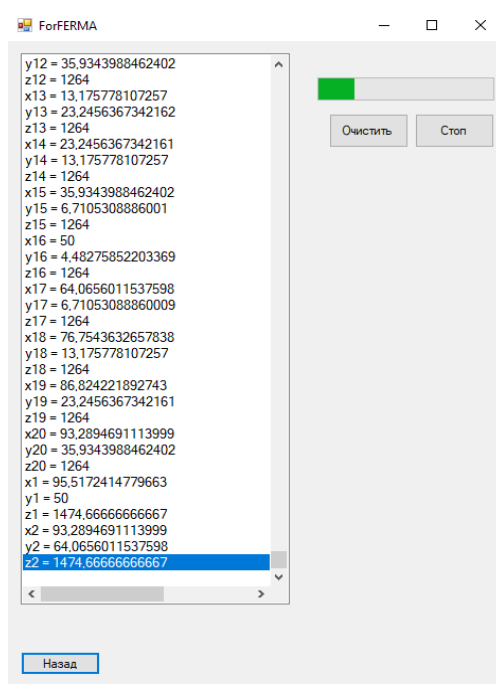 ForFERMA
y12 = 35,9343988462402
z12 = 1264
x13 = 13,175778107257
y13 = 23,2456367342162
z13 = 1264
x14 = 23,2456367342161
y14 = 13,175778107257
z14 = 1264
x15 = 35,9343988462402
y15 = 6,7105308886001
z15 = 1264
x16 = 50
y16 = 4,48275852203369
z16 = 1264
x17 = 64,0656011537598
y17 = 6,71053088860009
z17 = 1264
x18 = 76,7543632657838
y18 = 13,175778107257
z18 = 1264
x19 = 86,824221892743
y19 = 23,2456367342161
z19 = 1264
x20 = 93,2894691113999
y20 = 35,9343988462402
z20 = 1264
x1 = 95,5172414779663
y1 = 50
z1 = 1474,66666666667
x2 = 93,2894691113999
y2 = 64,0656011537598
z2 = 1474,66666666667
Очистить
Стоп
Назад